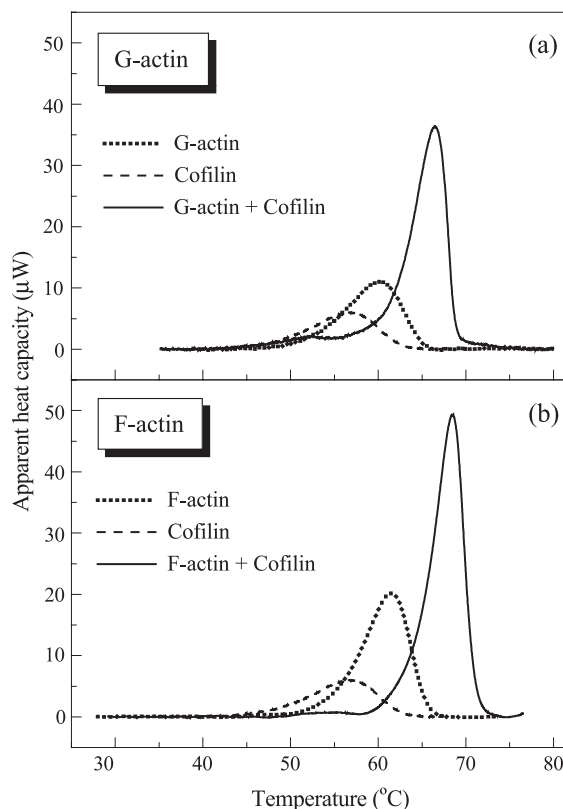 50
(a)
G-actin
40
G-actin
30
Cofilin
G-actin + Cofilin
20
10
0
Apparent heat capacity (µW)
50
(b)
F-actin
40
F-actin
30
Cofilin
F-actin + Cofilin
20
10
0
30 40 50 60 70 80
Temperature (°C)